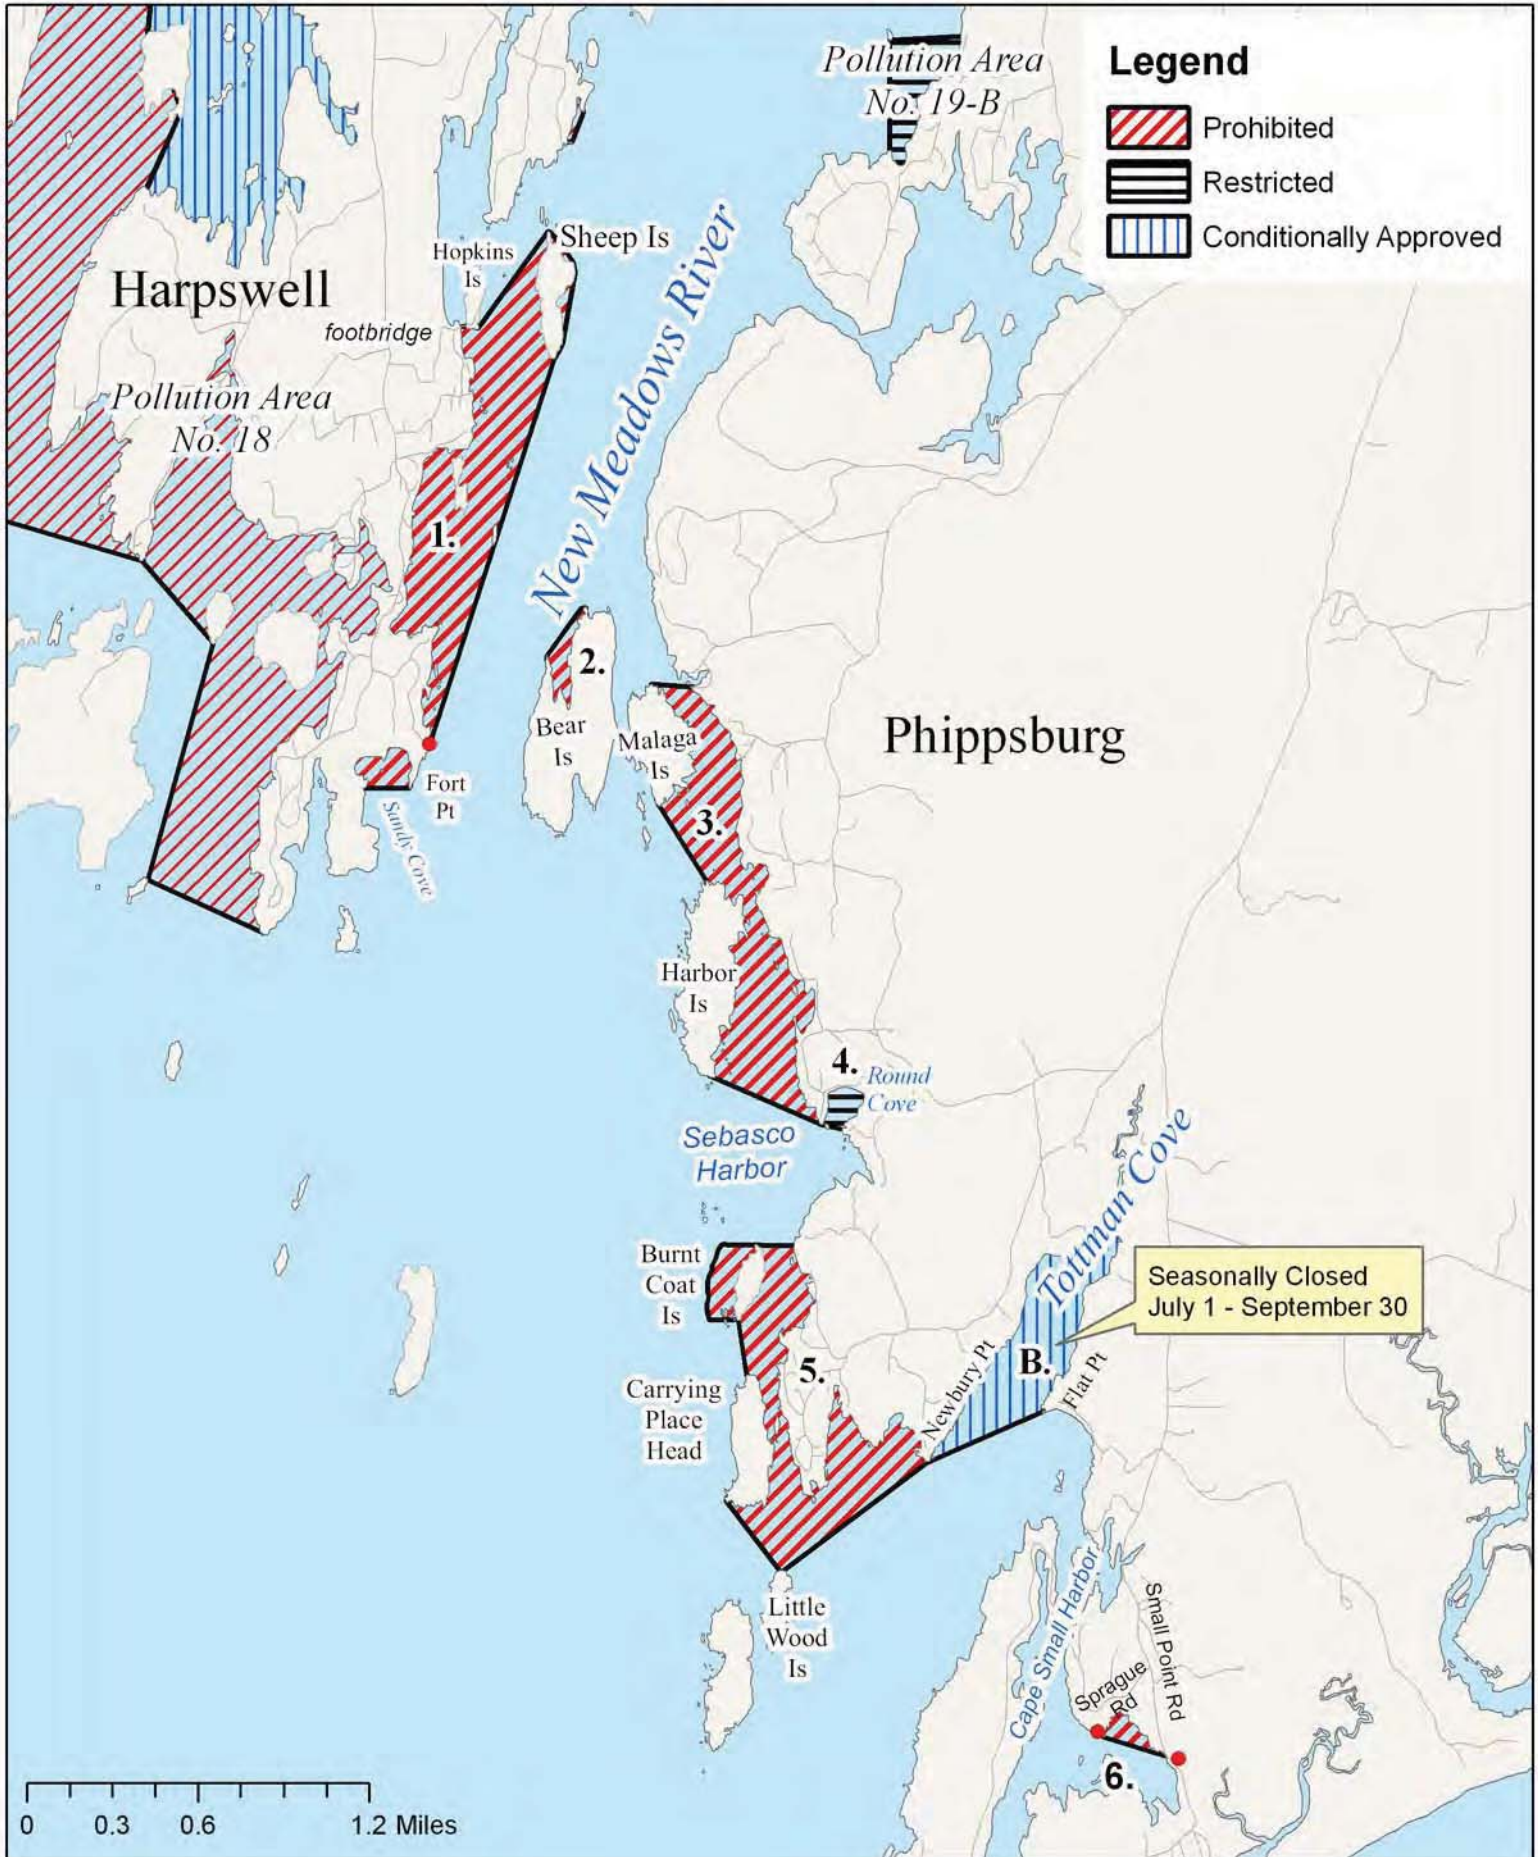 Pollution Area
No. 19-B
Legend
Prohibited
Restricted
Conditionally Approved
Harpswell
Hopkins
Is
Sheep Is
footbridge
New Meadows River
Pollution Area
No. 18
1.
2.
Bear
Is
Malaga
Is
Phippsburg
Fort
Pt
Sandy Cove
3.
Harbor
Is
4.
Round
Cove
Sebasco
Harbor
Tottman Cove
Burnt
Coat
Is
Seasonally Closed
July 1 - September 30
5.
B.
Newbury Pt
Flat Pt
Carrying
Place
Head
Little
Wood
Is
Cape Small Harbor
Small Point Rd
Sprague
Rd
6.
0 0.3 0.6 1.2 Miles